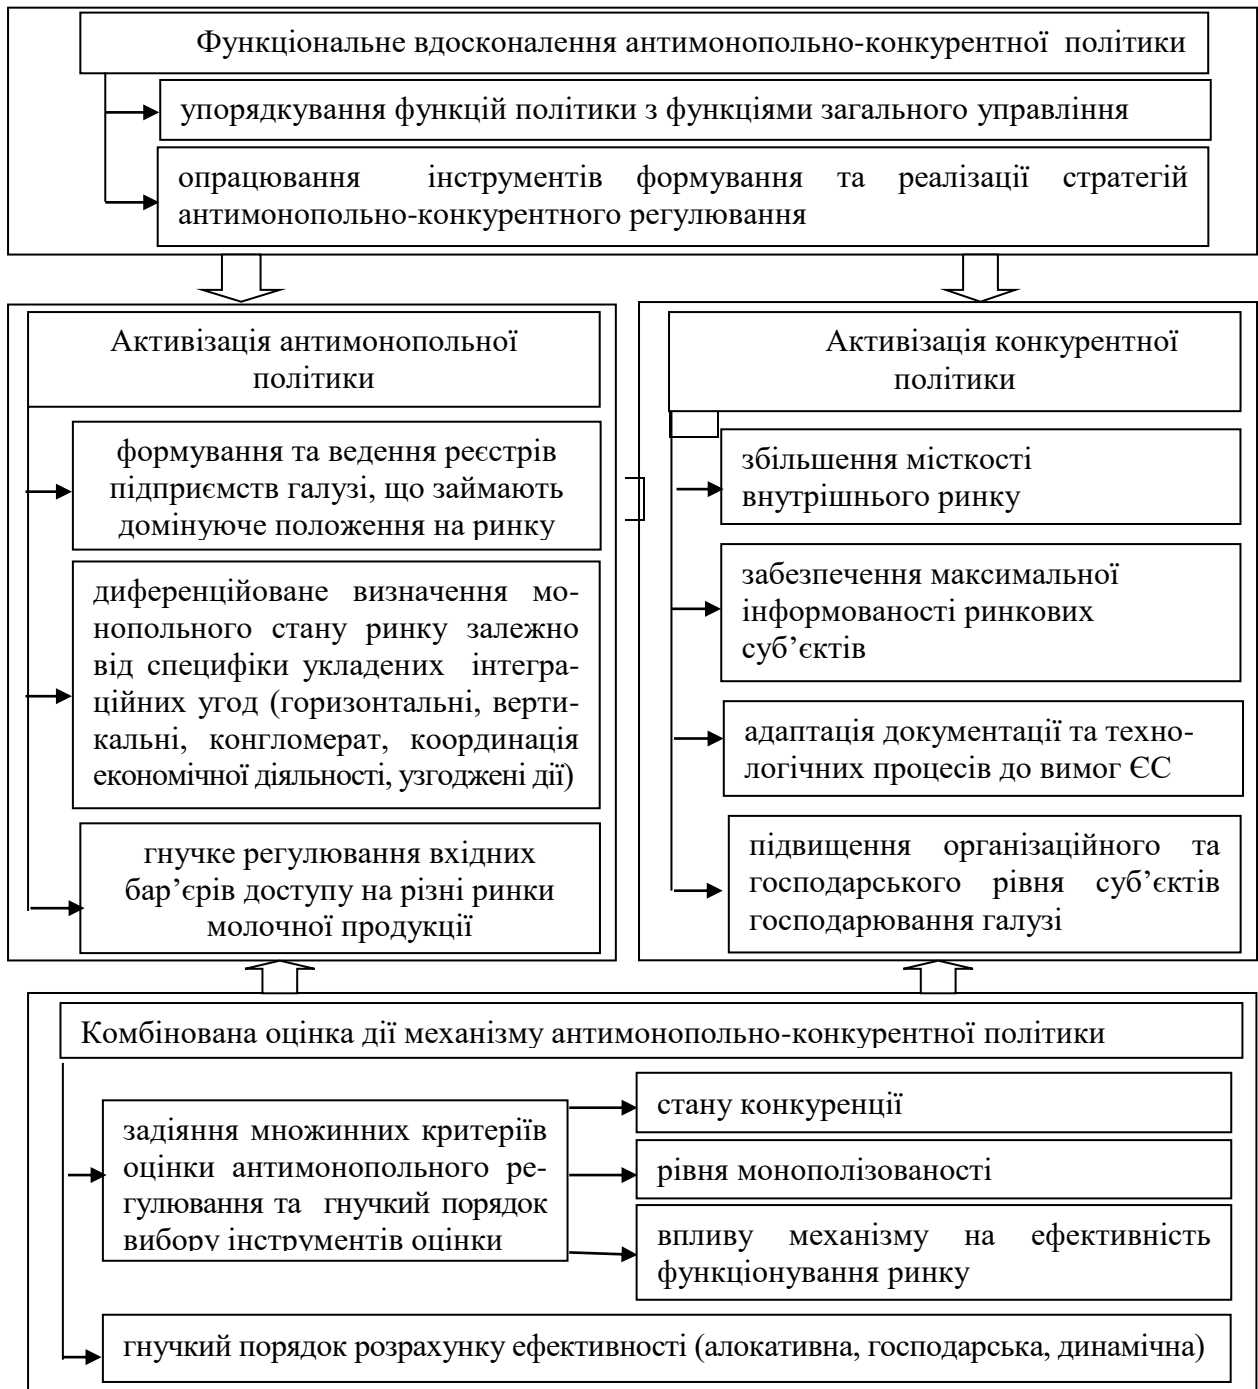 Функціональне вдосконалення антимонопольно-конкурентної політики
упорядкування функцій політики з функціями загального управління
опрацювання інструментів формування та реалізації стратегій
антимонопольно-конкурентного регулювання
Активізація антимонопольної
політики
формування та ведення реєстрів
підприємств галузі, що займають
домінуюче положення на ринку
диференційоване визначення мо-
нопольного стану ринку залежно
від специфіки укладених інтегра-
ційних угод (горизонтальні, верти-
кальні, конгломерат, координація
економічної діяльності, узгоджені дії)
гнучке регулювання вхідних
бар’єрів доступу на різні ринки
молочної продукції
Активізація конкурентної
політики
збільшення місткості
внутрішнього ринку
забезпечення максимальної
інформованості ринкових
суб’єктів
адаптація документації та техно-
логічних процесів до вимог ЄС
підвищення організаційного та
господарського рівня суб’єктів
господарювання галузі
Комбінована оцінка дії механізму антимонопольно-конкурентної політики
задіяння множинних критеріїв
оцінки антимонопольного ре-
гулювання та гнучкий порядок
вибору інструментів оцінки
стану конкуренції
рівня монополізованості
впливу механізму на ефективність
функціонування ринку
гнучкий порядок розрахунку ефективності (алокативна, господарська, динамічна)